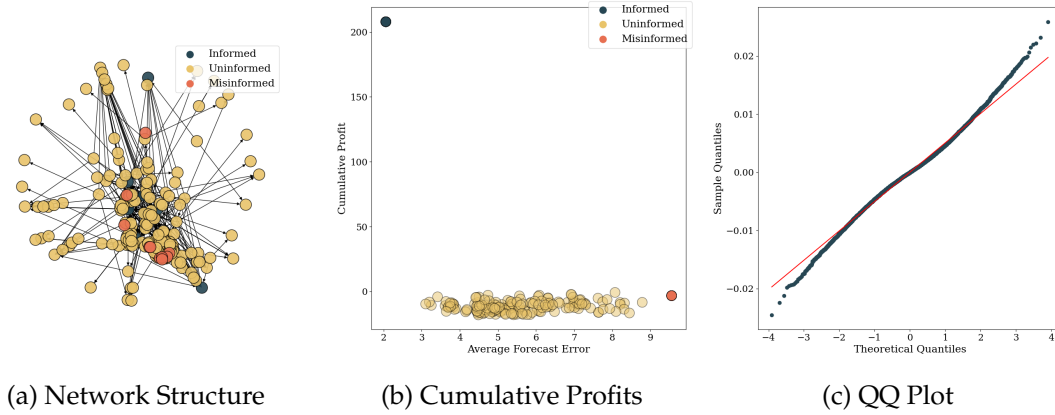 Informed
Uninformed
Misinformed
(a) Network Structure
Informed
Uninformed
Misinformed
200
150
100
50
0
Cumulative Profit
2 3 4 5 6 7 8 9
Average Forecast Error
(b) Cumulative Profits
0.02
0.01
0.00
−0.01
−0.02
Sample Quantiles
−4 −3 −2 −1 0 1 2 3 4
Theoretical Quantiles
(c) QQ Plot